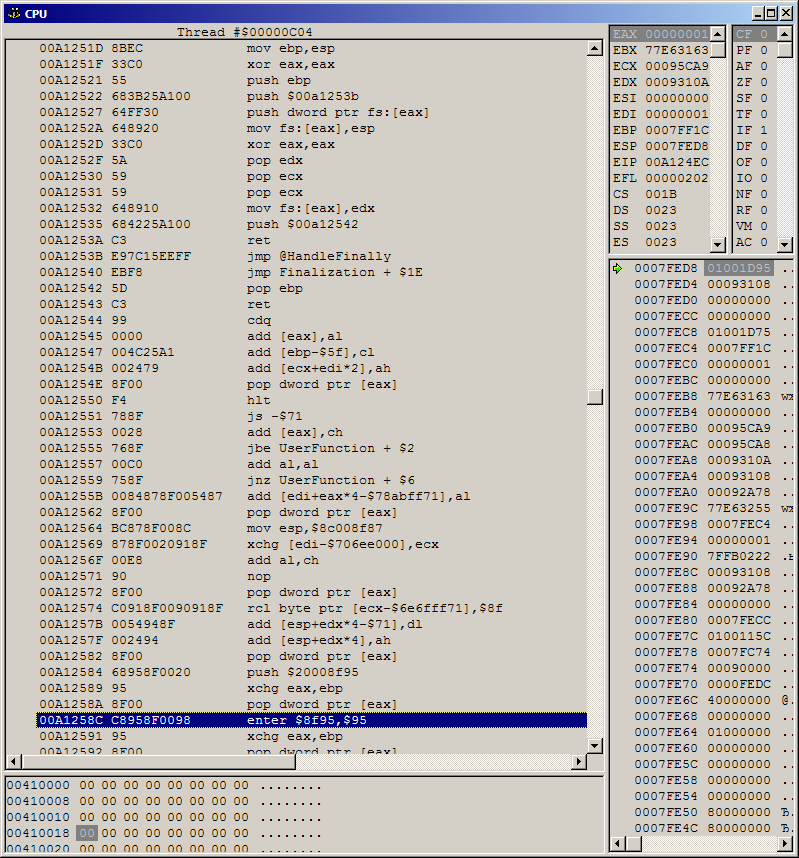 CPU
Thread #$00000C04
00A1251D 8BEC mov ebp,esp
00A1251F 33C0 xor eax,eax
00A12521 55 push ebp
00A12522 683B25A100 push $00a1253b
00A12527 64FF30 push dword ptr fs:[eax]
00A1252A 648920 mov fs:[eax],esp
00A1252D 33C0 xor eax,eax
00A1252F 5A pop edx
00A12530 59 pop ecx
00A12531 59 pop ecx
00A12532 648910 mov fs:[eax],edx
00A12535 684225A100 push $00a12542
00A1253A C3 ret
00A1253B E97C15EEFF jmp @HandleFinally
00A12540 EBF8 jmp Finalization + $1E
00A12542 5D pop ebp
00A12543 C3 ret
00A12544 99 cdq
00A12545 0000 add [eax],al
00A12547 004C25A1 add [ebp-$5f],cl
00A1254B 002479 add [ecx+edi*2],ah
00A1254E 8F00 pop dword ptr [eax]
00A12550 F4 hlt
00A12551 788F js -$71
00A12553 0028 add [eax],ch
00A12555 768F jbe UserFunction + $2
00A12557 00C0 add al,al
00A12559 758F jnz UserFunction + $6
00A1255B 0084878F005487 add [edi+eax*4-$78abff71],al
00A12562 8F00 pop dword ptr [eax]
00A12564 BC878F008C mov esp,$8c008f87
00A12569 878F0020918F xchg [edi-$706ee000],ecx
00A1256F 00E8 add al,ch
00A12571 90 nop
00A12572 8F00 pop dword ptr [eax]
00A12574 C0918F0090918F rcl byte ptr [ecx-$6e6fff71],$8f
00A1257B 0054948F add [esp+edx*4-$71],dl
00A1257F 002494 add [esp+edx*4],ah
00A12582 8F00 pop dword ptr [eax]
00A12584 68958F0020 push $20008f95
00A12589 95 xchg eax,ebp
00A1258A 8F00 pop dword ptr [eax]
00A1258C C8958F0098 enter $8f95,$95
00A12591 95 xchg eax,ebp
00A12592 8F00 pop dword ptr [eax]
00410000 00 00 00 00 00 00 00 00 ........
00410008 00 00 00 00 00 00 00 00 ........
00410010 00 00 00 00 00 00 00 00 ........
00410018 00 00 00 00 00 00 00 00 ........
00410020 00 00 00 00 00 00 00 00 ........
EAX 00000001
EBX 77E63163
ECX 00095CA9
EDX 0009310A
ESI 00000000
EDI 00000001
EBP 0007FF1C
ESP 0007FED8
EIP 00A124EC
EFL 00000202
CS 001B
DS 0023
SS 0023
ES 0023
CF 0
PF 0
AF 0
ZF 0
SF 0
TF 0
IF 1
DF 0
OF 0
IO 0
NF 0
RF 0
VM 0
AC 0
0007FED8 01001D95 ..
0007FED4 00093108 ..
0007FED0 00000000 ..
0007FECC 00000000 ..
0007FEC8 01001D75 ..
0007FEC4 0007FF1C ..
0007FEC0 00000001 ..
0007FEBC 00000000 ..
0007FEB8 77E63163 wж
0007FEB4 00000000 ..
0007FEB0 00095CA9 ..
0007FEAC 00095CA8 ..
0007FEA8 0009310A ..
0007FEA4 00093108 ..
0007FEA0 00092A78 ..
0007FE9C 77E63255 wж
0007FE98 0007FEC4 ..
0007FE94 00000001 ..
0007FE90 7FFB0222 .ы
0007FE8C 00093108 ..
0007FE88 00092A78 ..
0007FE84 00000000 ..
0007FE80 0007FECC ..
0007FE7C 0100115C ..
0007FE78 0007FC74 ..
0007FE74 00090000 ..
0007FE70 0000FEDC ..
0007FE6C 40000000 @.
0007FE68 00000000 ..
0007FE64 01000000 ..
0007FE60 00000000 ..
0007FE5C 00000000 ..
0007FE58 00000000 ..
0007FE54 00000000 ..
0007FE50 80000000 Ђ.
0007FE4C 80000000 Ђ.